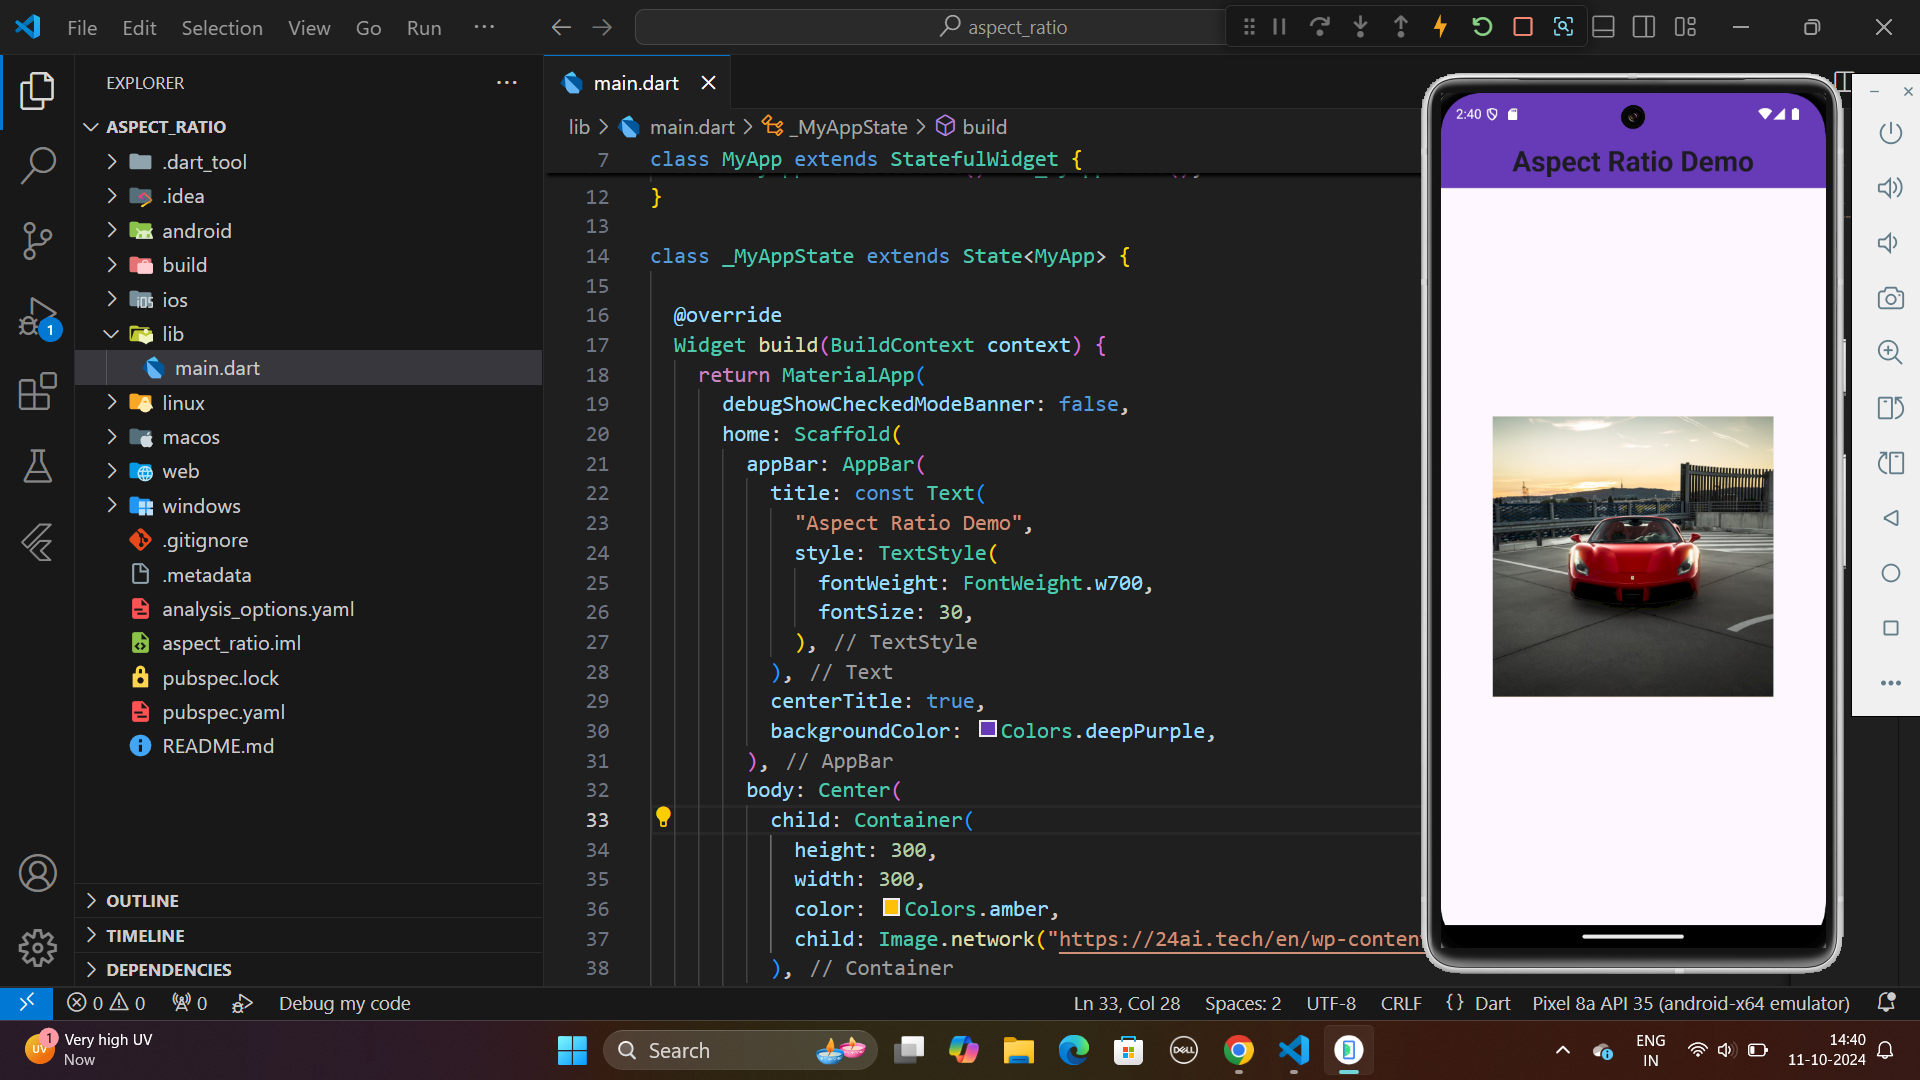 File Edit Selection View Go Run ···
aspect_ratio
EXPLORER
main.dart
ASPECT_RATIO
lib > main.dart > _MyAppState > build
.dart_tool
.idea
android
build
ios
lib
main.dart
linux
macos
web
windows
.gitignore
.metadata
analysis_options.yaml
aspect_ratio.iml
pubspec.lock
pubspec.yaml
README.md
OUTLINE
TIMELINE
DEPENDENCIES
1
7 class MyApp extends StatefulWidget {
12 }
13
14 class _MyAppState extends State<MyApp> {
15
16 @override
17 Widget build(BuildContext context) {
18 return MaterialApp(
19 debugShowCheckedModeBanner: false,
20 home: Scaffold(
21 appBar: AppBar(
22 title: const Text(
23 "Aspect Ratio Demo",
24 style: TextStyle(
25 fontWeight: FontWeight.w700,
26 fontSize: 30,
27 ), // TextStyle
28 ), // Text
29 centerTitle: true,
30 backgroundColor: Colors.deepPurple,
31 ), // AppBar
32 body: Center(
33 child: Container(
34 height: 300,
35 width: 300,
36 color: Colors.amber,
37 child: Image.network("https://24ai.tech/en/wp-conten
38 ), // Container
2:40
Aspect Ratio Demo
0 0 0 Debug my code
Ln 33, Col 28 Spaces: 2 UTF-8 CRLF {} Dart Pixel 8a API 35 (android-x64 emulator)
UV 1
Very high UV
Now
Search
DELL
ENG
IN
14:40
11-10-2024